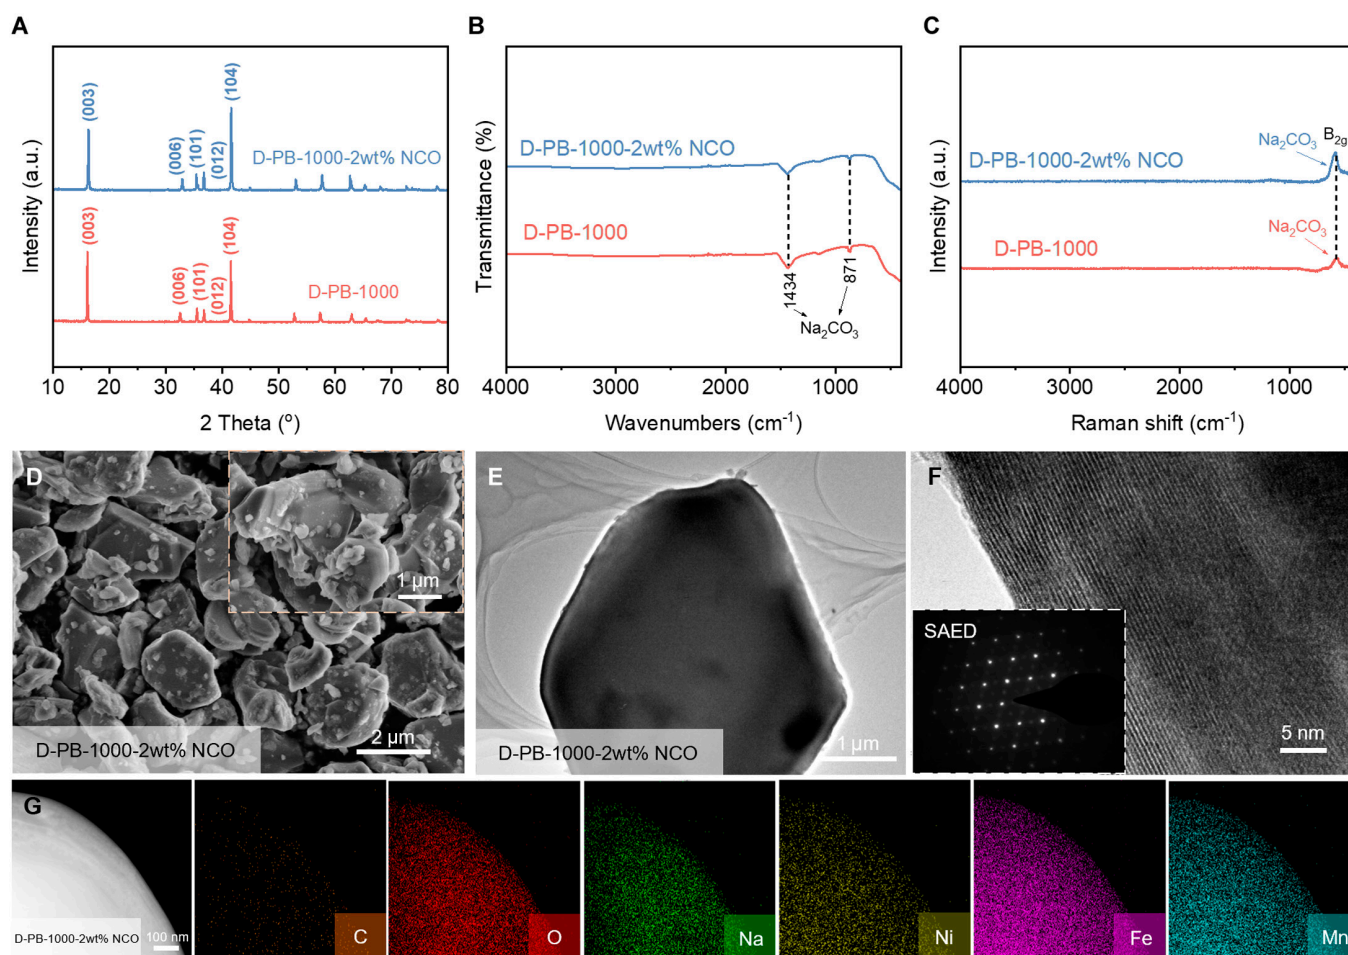 A
Intensity (a.u.)
(003)
(006)
(101)
(012)
(104)
D-PB-1000-2wt% NCO
(003)
(006)
(101)
(012)
(104)
D-PB-1000
10 20 30 40 50 60 70 80
2 Theta (º)
B
Transmittance (%)
D-PB-1000-2wt% NCO
D-PB-1000
1434
871
Na₂CO₃
4000 3000 2000 1000
Wavenumbers (cm⁻¹)
C
Intensity (a.u.)
Na₂CO₃
B₂g
D-PB-1000-2wt% NCO
Na₂CO₃
D-PB-1000
4000 3000 2000 1000
Raman shift (cm⁻¹)
D
1 µm
D-PB-1000-2wt% NCO
2 µm
E
D-PB-1000-2wt% NCO
1 µm
F
SAED
5 nm
G
D-PB-1000-2wt% NCO
100 nm
C
O
Na
Ni
Fe
Mn